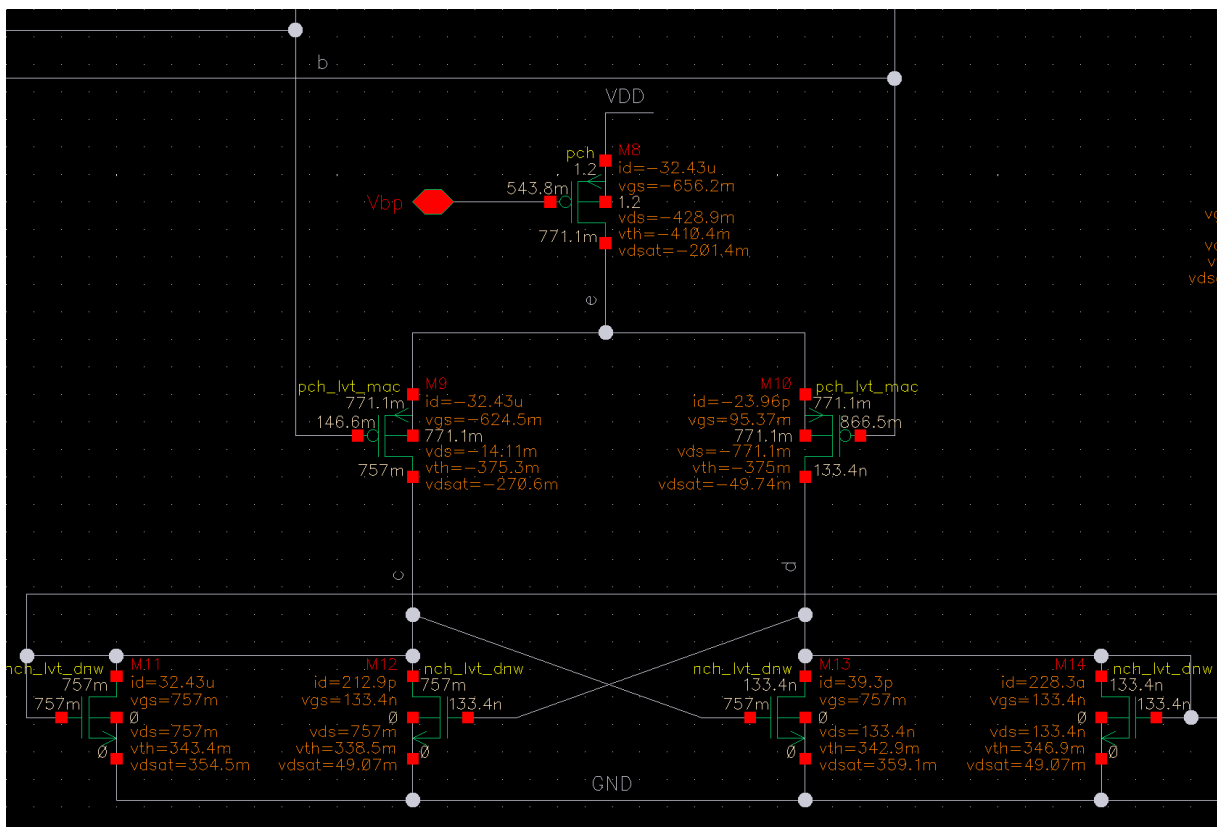 b
VDD
pch
M8
1.2
id=-32.43u
vgs=-656.2m
543.8m
1.2
Vbp
vds=-428.9m
vth=-410.4m
771.1m
vdsat=-201.4m
vds
e
pch_lvt_mac
M9
771.1m
id=-32.43u
vgs=-624.5m
146.6m
771.1m
vds=-14.11m
vth=-375.3m
757m
vdsat=-270.6m
M10
pch_lvt_mac
771.1m
id=-23.96p
vgs=95.37m
866.5m
771.1m
vds=-771.1m
vth=-375m
133.4n
vdsat=-49.74m
c
d
nch_lvt_dnw
M11
757m
id=32.43u
757m
vgs=757m
0
vds=757m
vth=343.4m
0
vdsat=354.5m
M12
nch_lvt_dnw
757m
id=212.9p
vgs=133.4n
133.4n
0
vds=757m
vth=338.5m
0
vdsat=49.07m
nch_lvt_dnw
M13
133.4n
id=39.3p
757m
vgs=757m
0
vds=133.4n
vth=342.9m
0
vdsat=359.1m
M14
nch_lvt_dnw
133.4n
id=228.3a
vgs=133.4n
133.4n
0
vds=133.4n
vth=346.9m
0
vdsat=49.07m
GND